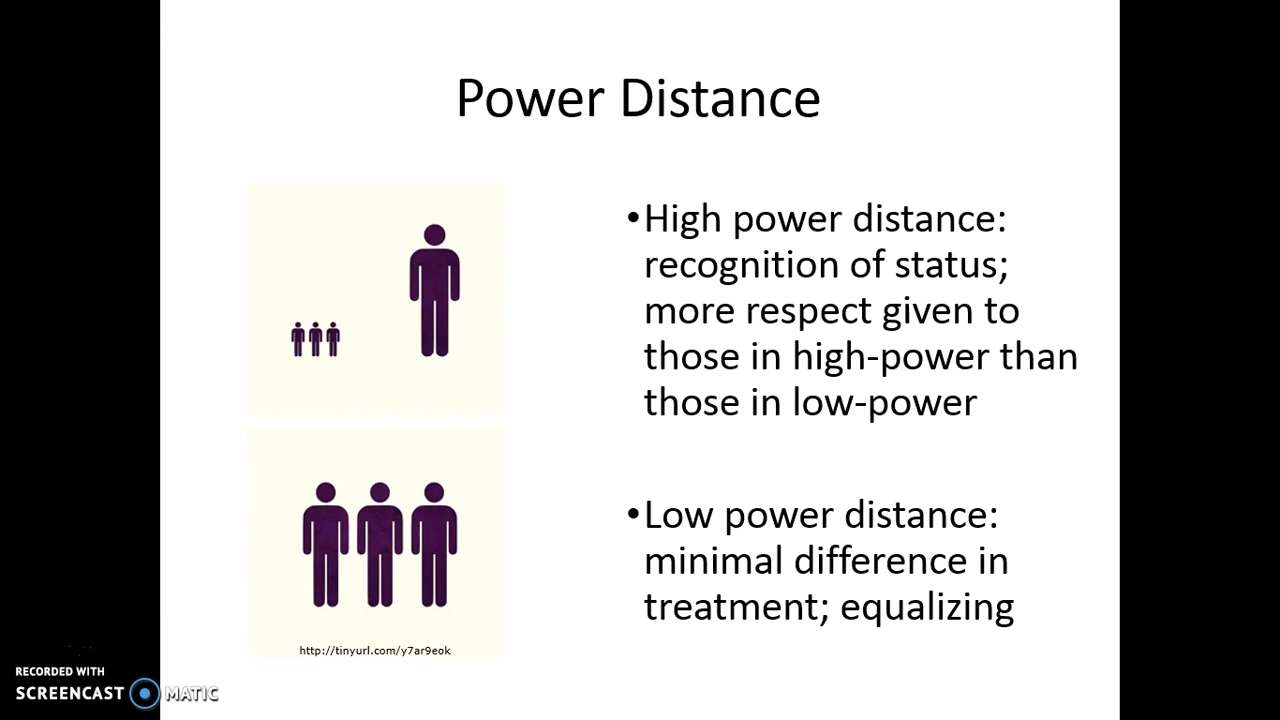 Power Distance
•High power distance:
recognition of status;
more respect given to
those in high-power than
those in low-power
•Low power distance:
minimal difference in
treatment; equalizing
http://tinyurl.com/y7ar9eok
RECORDED WITH
SCREENCAST MATIC